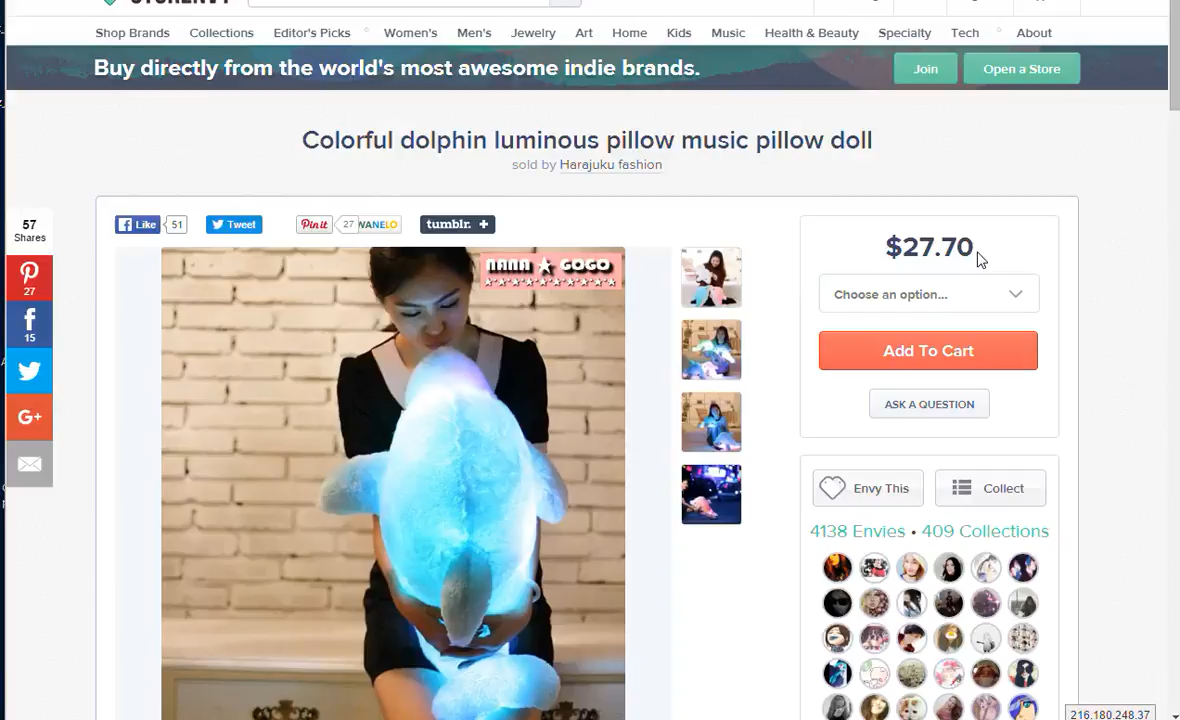 Shop Brands Collections Editor's Picks Women's Men's Jewelry Art Home Kids Music Health & Beauty Specialty Tech About
Buy directly from the world's most awesome indie brands.
Join
Open a Store
Colorful dolphin luminous pillow music pillow doll
sold by Harajuku fashion
57
Shares
27
15
G+
Like 51
Tweet
Pin it 27
WANELO
tumblr. +
NANA ★ GOGO
$27.70
Choose an option...
Add To Cart
ASK A QUESTION
Envy This
Collect
4138 Envies • 409 Collections
216.180.248.37